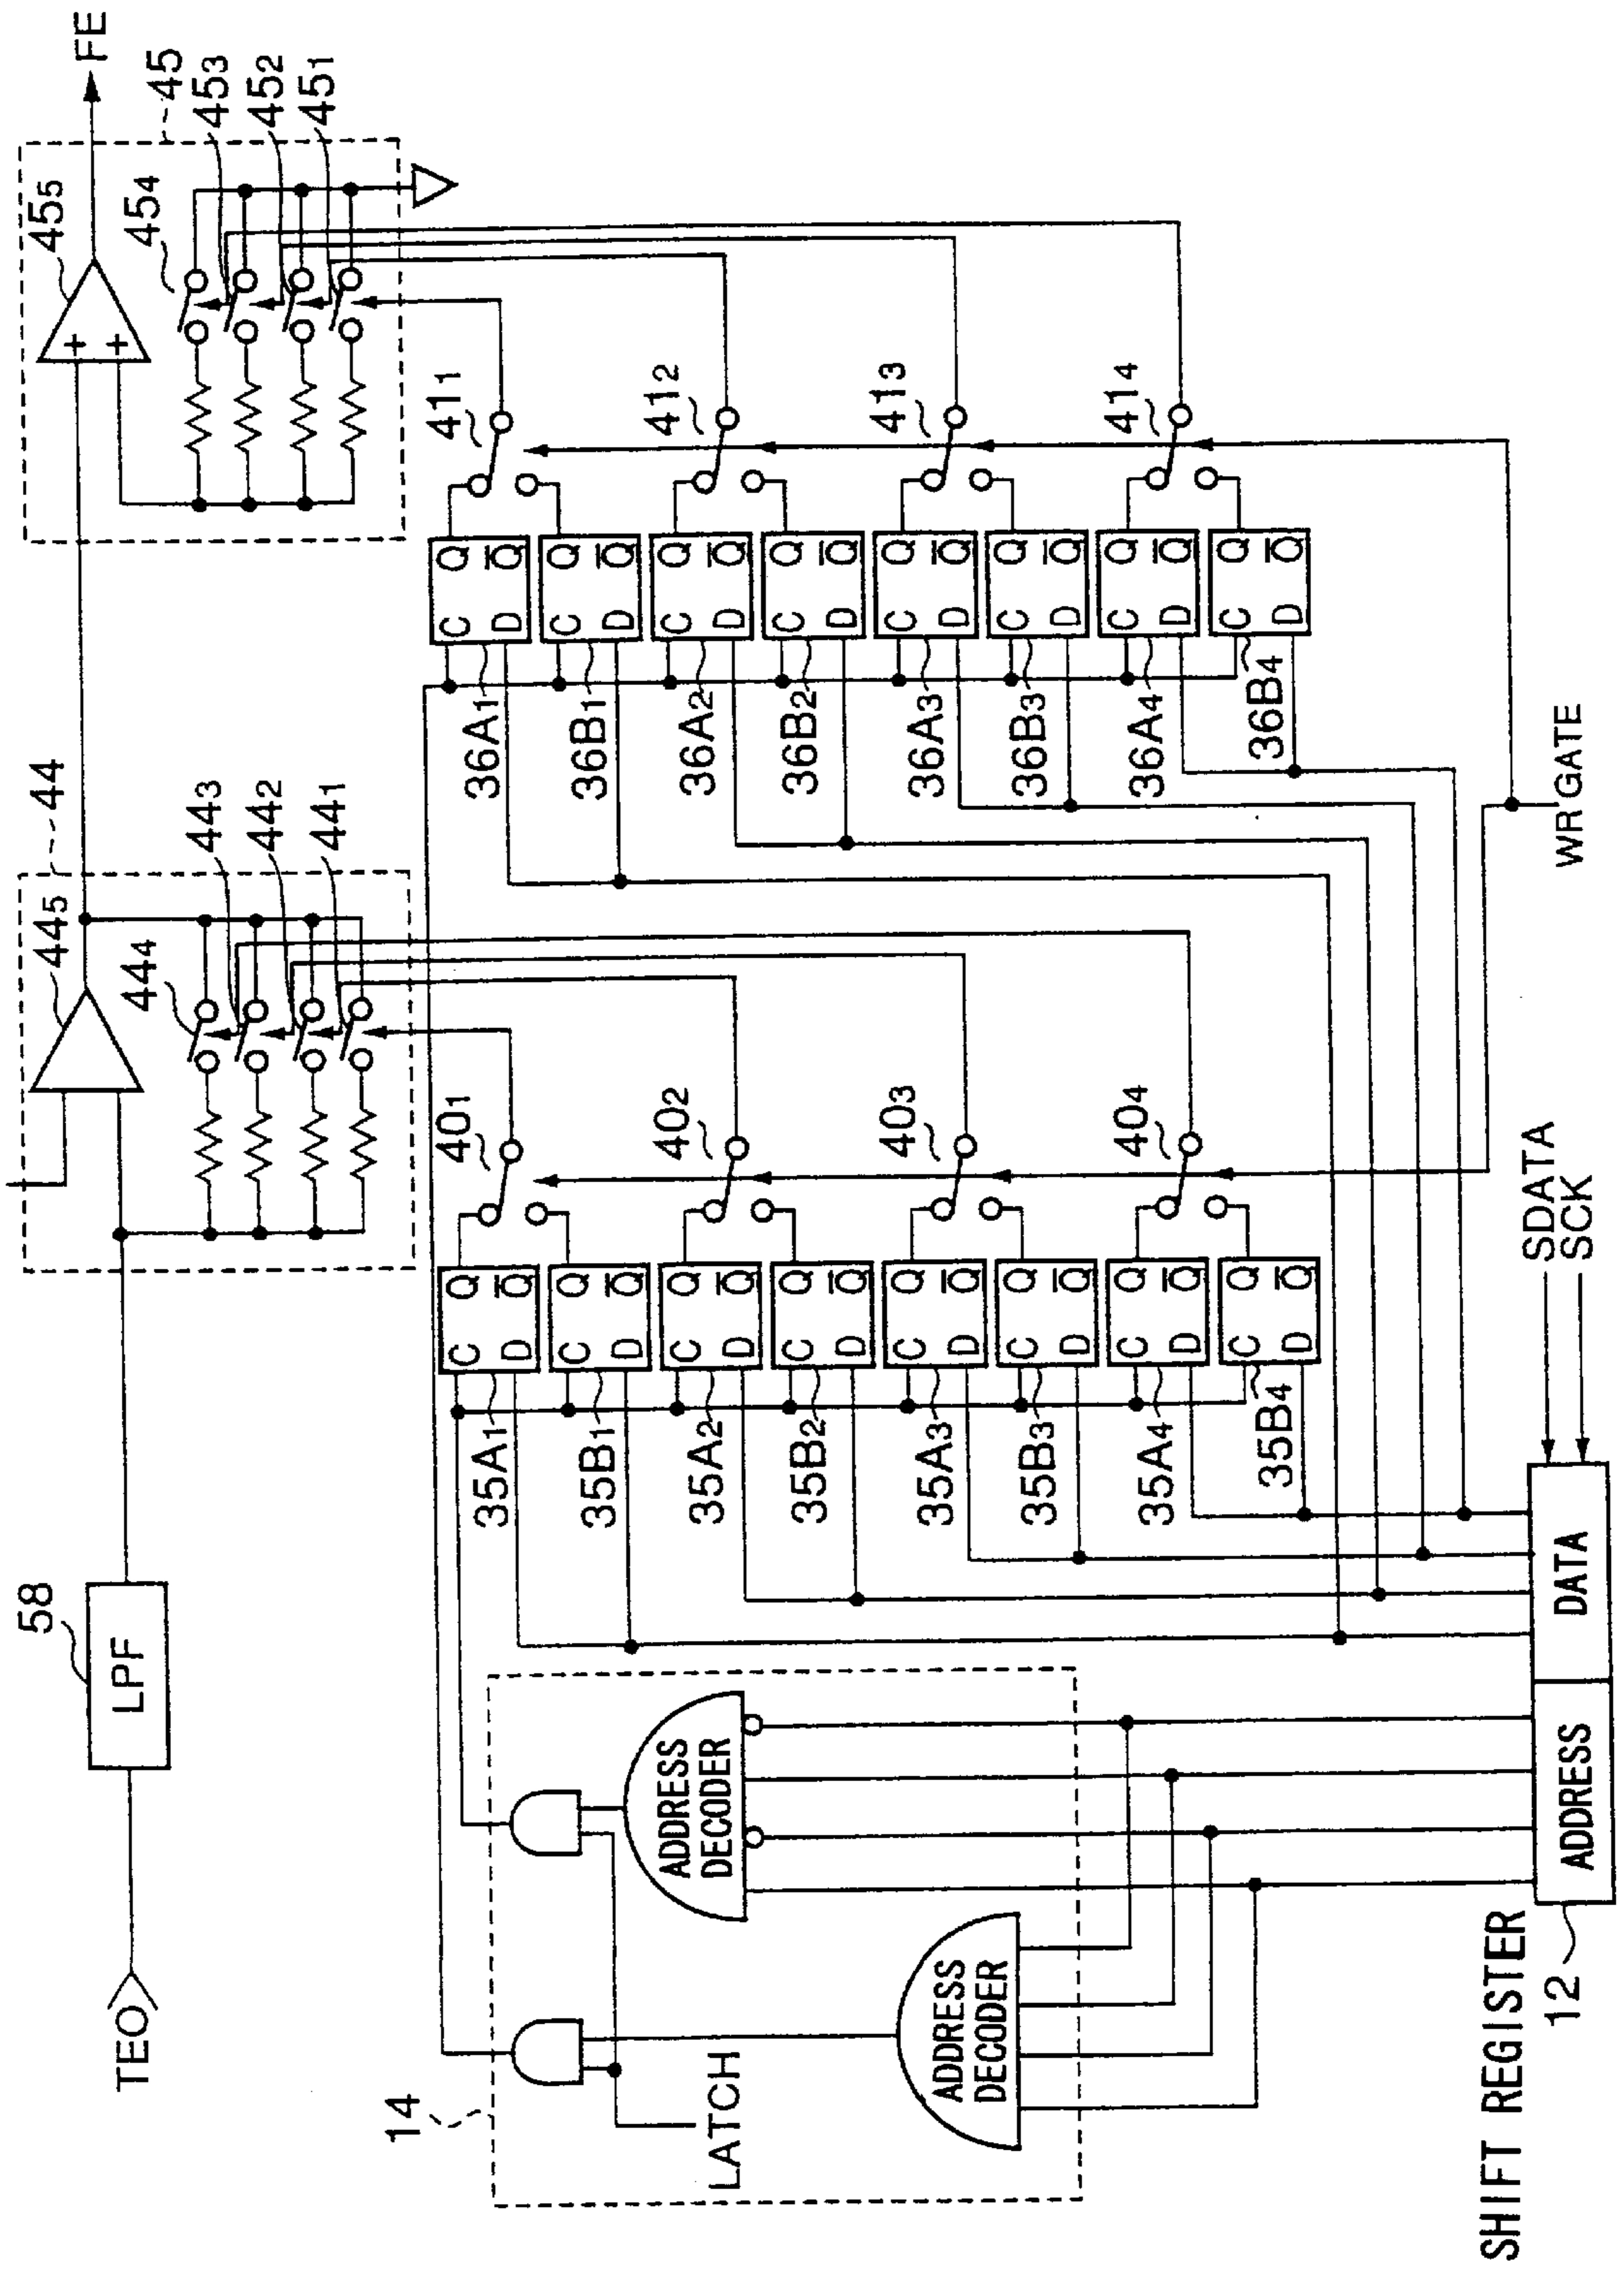 TEO
58
LPF
44
44₅
44₄
44₃
44₂
44₁
45
45₅
45₄
45₃
45₂
45₁
+
+
FE
14
LATCH
ADDRESS
DECODER
ADDRESS
DECODER
40₁
40₂
40₃
40₄
41₁
41₂
41₃
41₄
C Q
D Q̅
35A₁
C Q
D Q̅
35B₁
C Q
D Q̅
35A₂
C Q
D Q̅
35B₂
C Q
D Q̅
35A₃
C Q
D Q̅
35B₃
C Q
D Q̅
35A₄
C Q
D Q̅
35B₄
C Q
D Q̅
36A₁
C Q
D Q̅
36B₁
C Q
D Q̅
36A₂
C Q
D Q̅
36B₂
C Q
D Q̅
36A₃
C Q
D Q̅
36B₃
C Q
D Q̅
36A₄
C Q
D Q̅
36B₄
SHIFT REGISTER
12
ADDRESS
DATA
SDATA
SCK
WR GATE